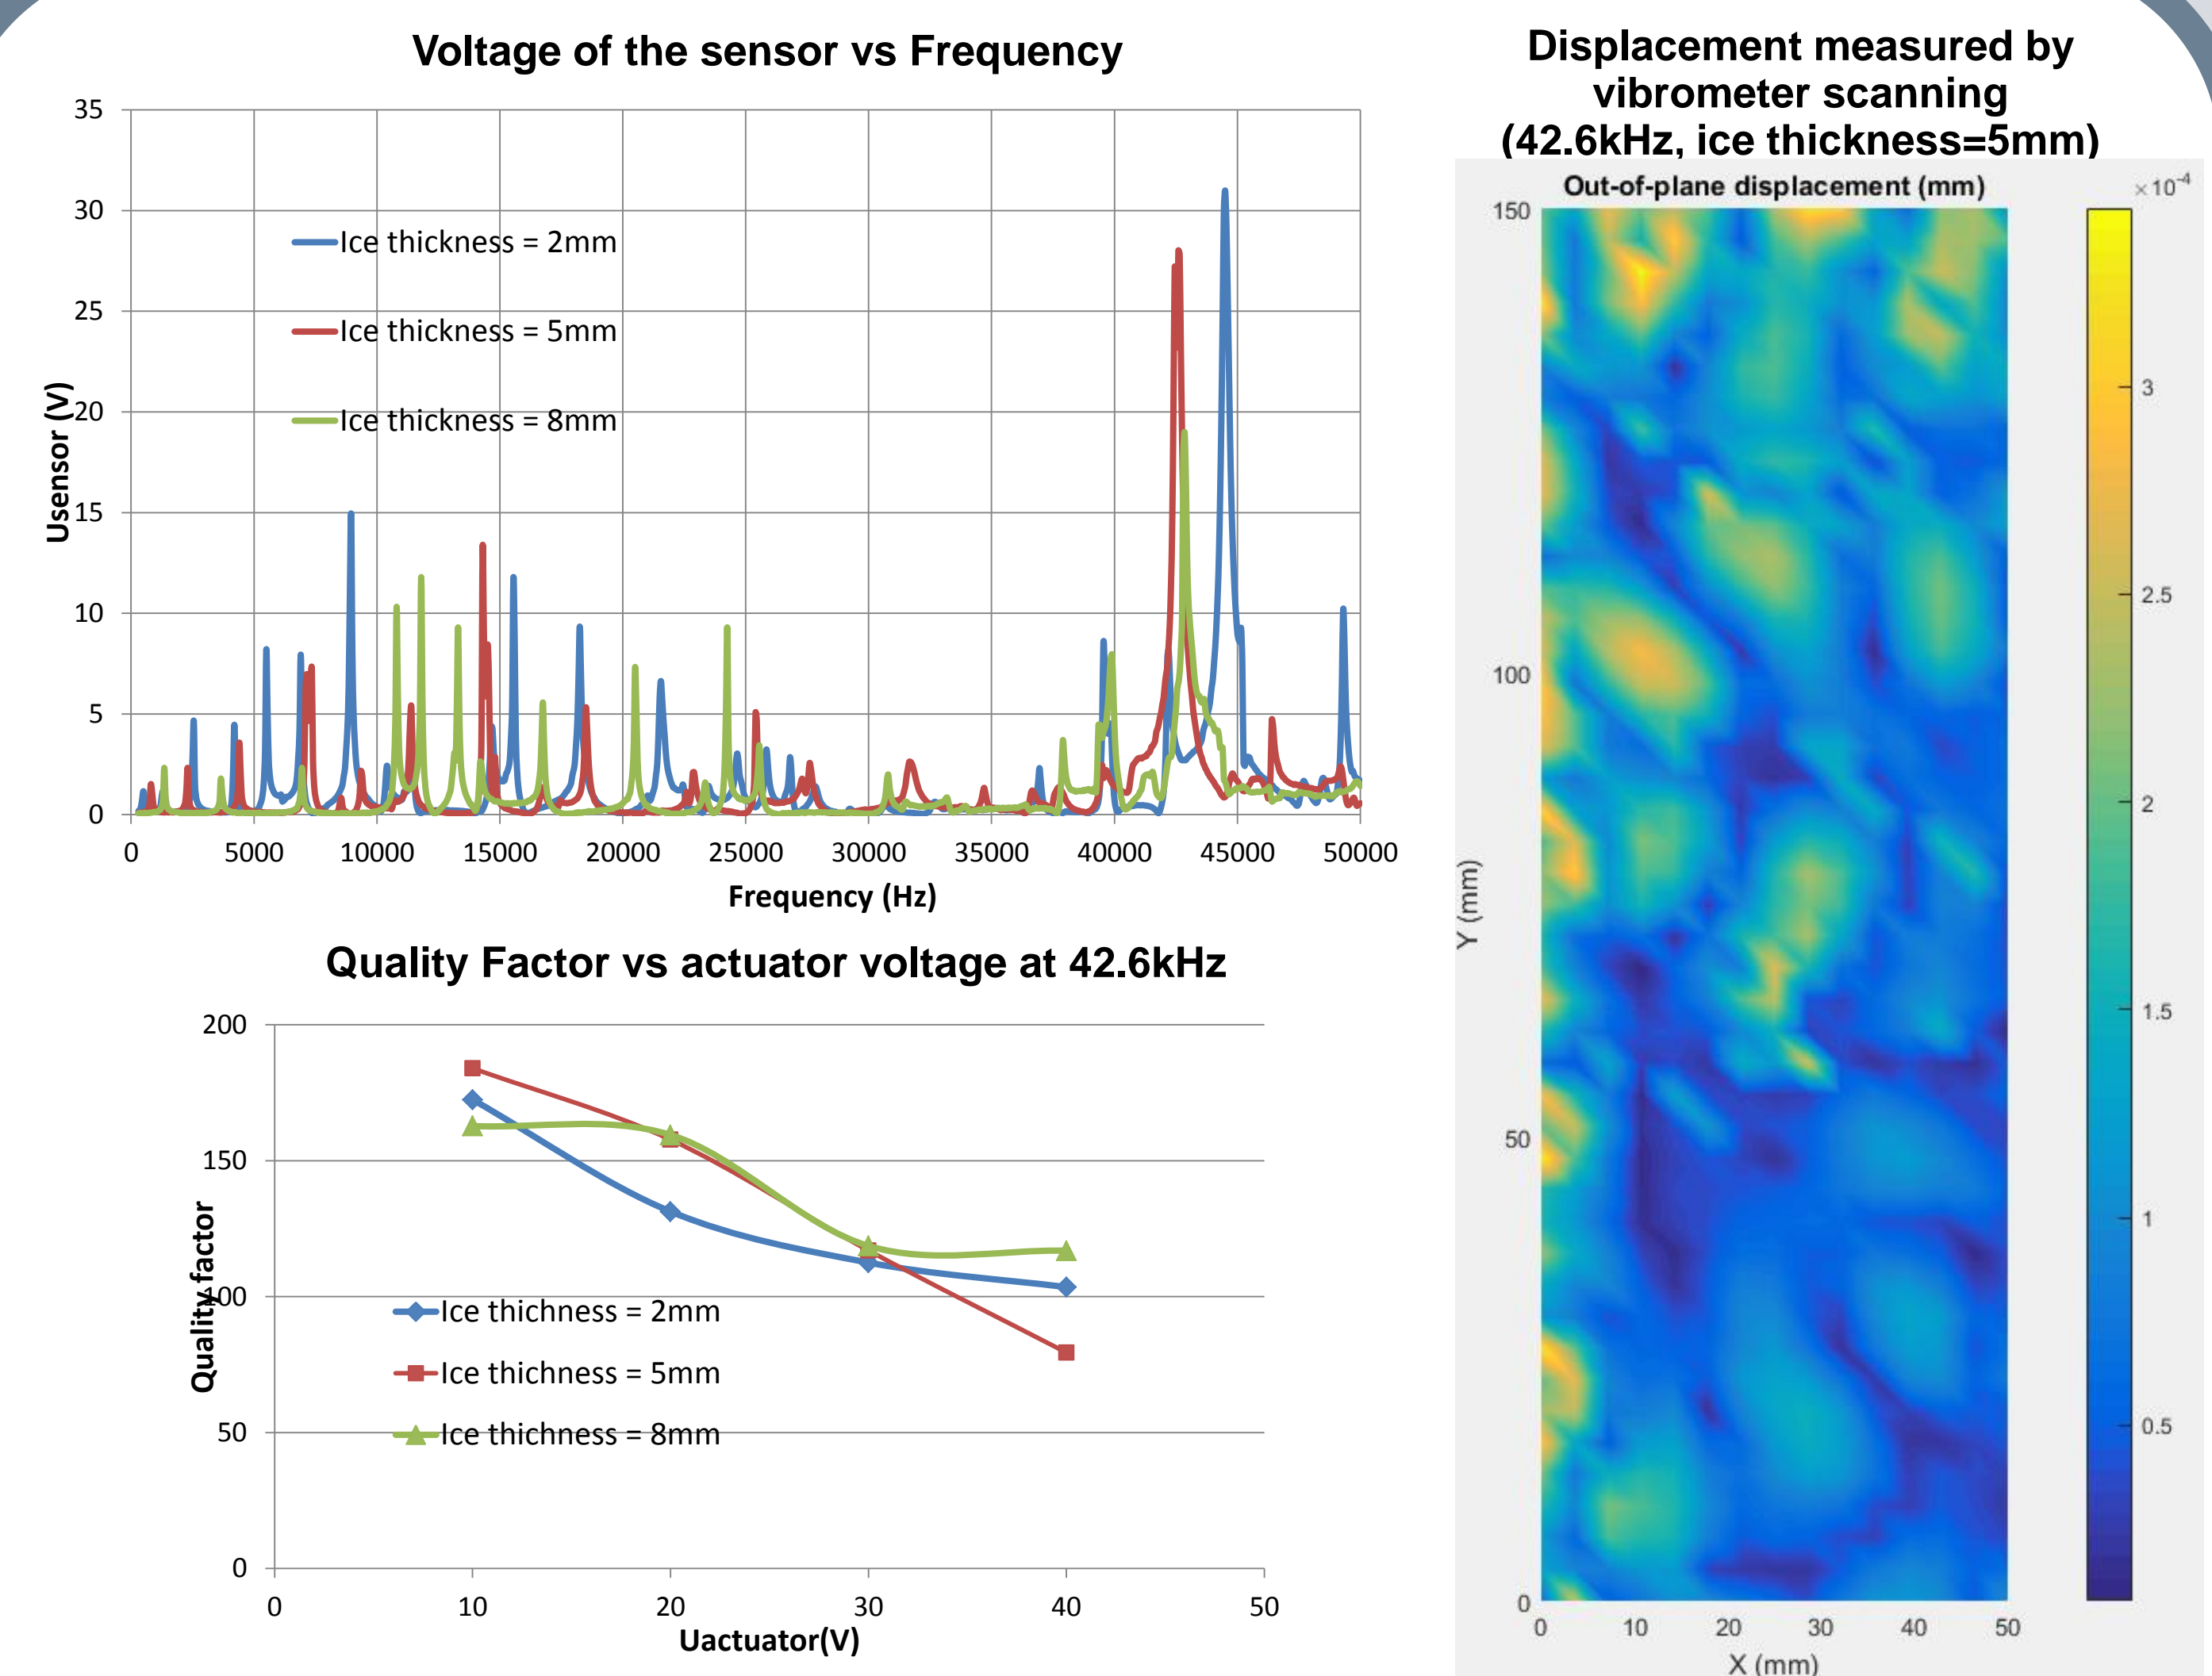 Voltage of the sensor vs Frequency
35
30
25
20
15
10
5
0
Usensor (V)
Ice thickness = 2mm
Ice thickness = 5mm
Ice thickness = 8mm
0 5000 10000 15000 20000 25000 30000 35000 40000 45000 50000
Frequency (Hz)
Quality Factor vs actuator voltage at 42.6kHz
200
150
100
50
0
Quality factor
Ice thichness = 2mm
Ice thichness = 5mm
Ice thichness = 8mm
0 10 20 30 40 50
Uactuator(V)
Displacement measured by
vibrometer scanning
(42.6kHz, ice thickness=5mm)
Out-of-plane displacement (mm)
×10-4
150
100
50
0
Y (mm)
0 10 20 30 40 50
X (mm)
3
2.5
2
1.5
1
0.5